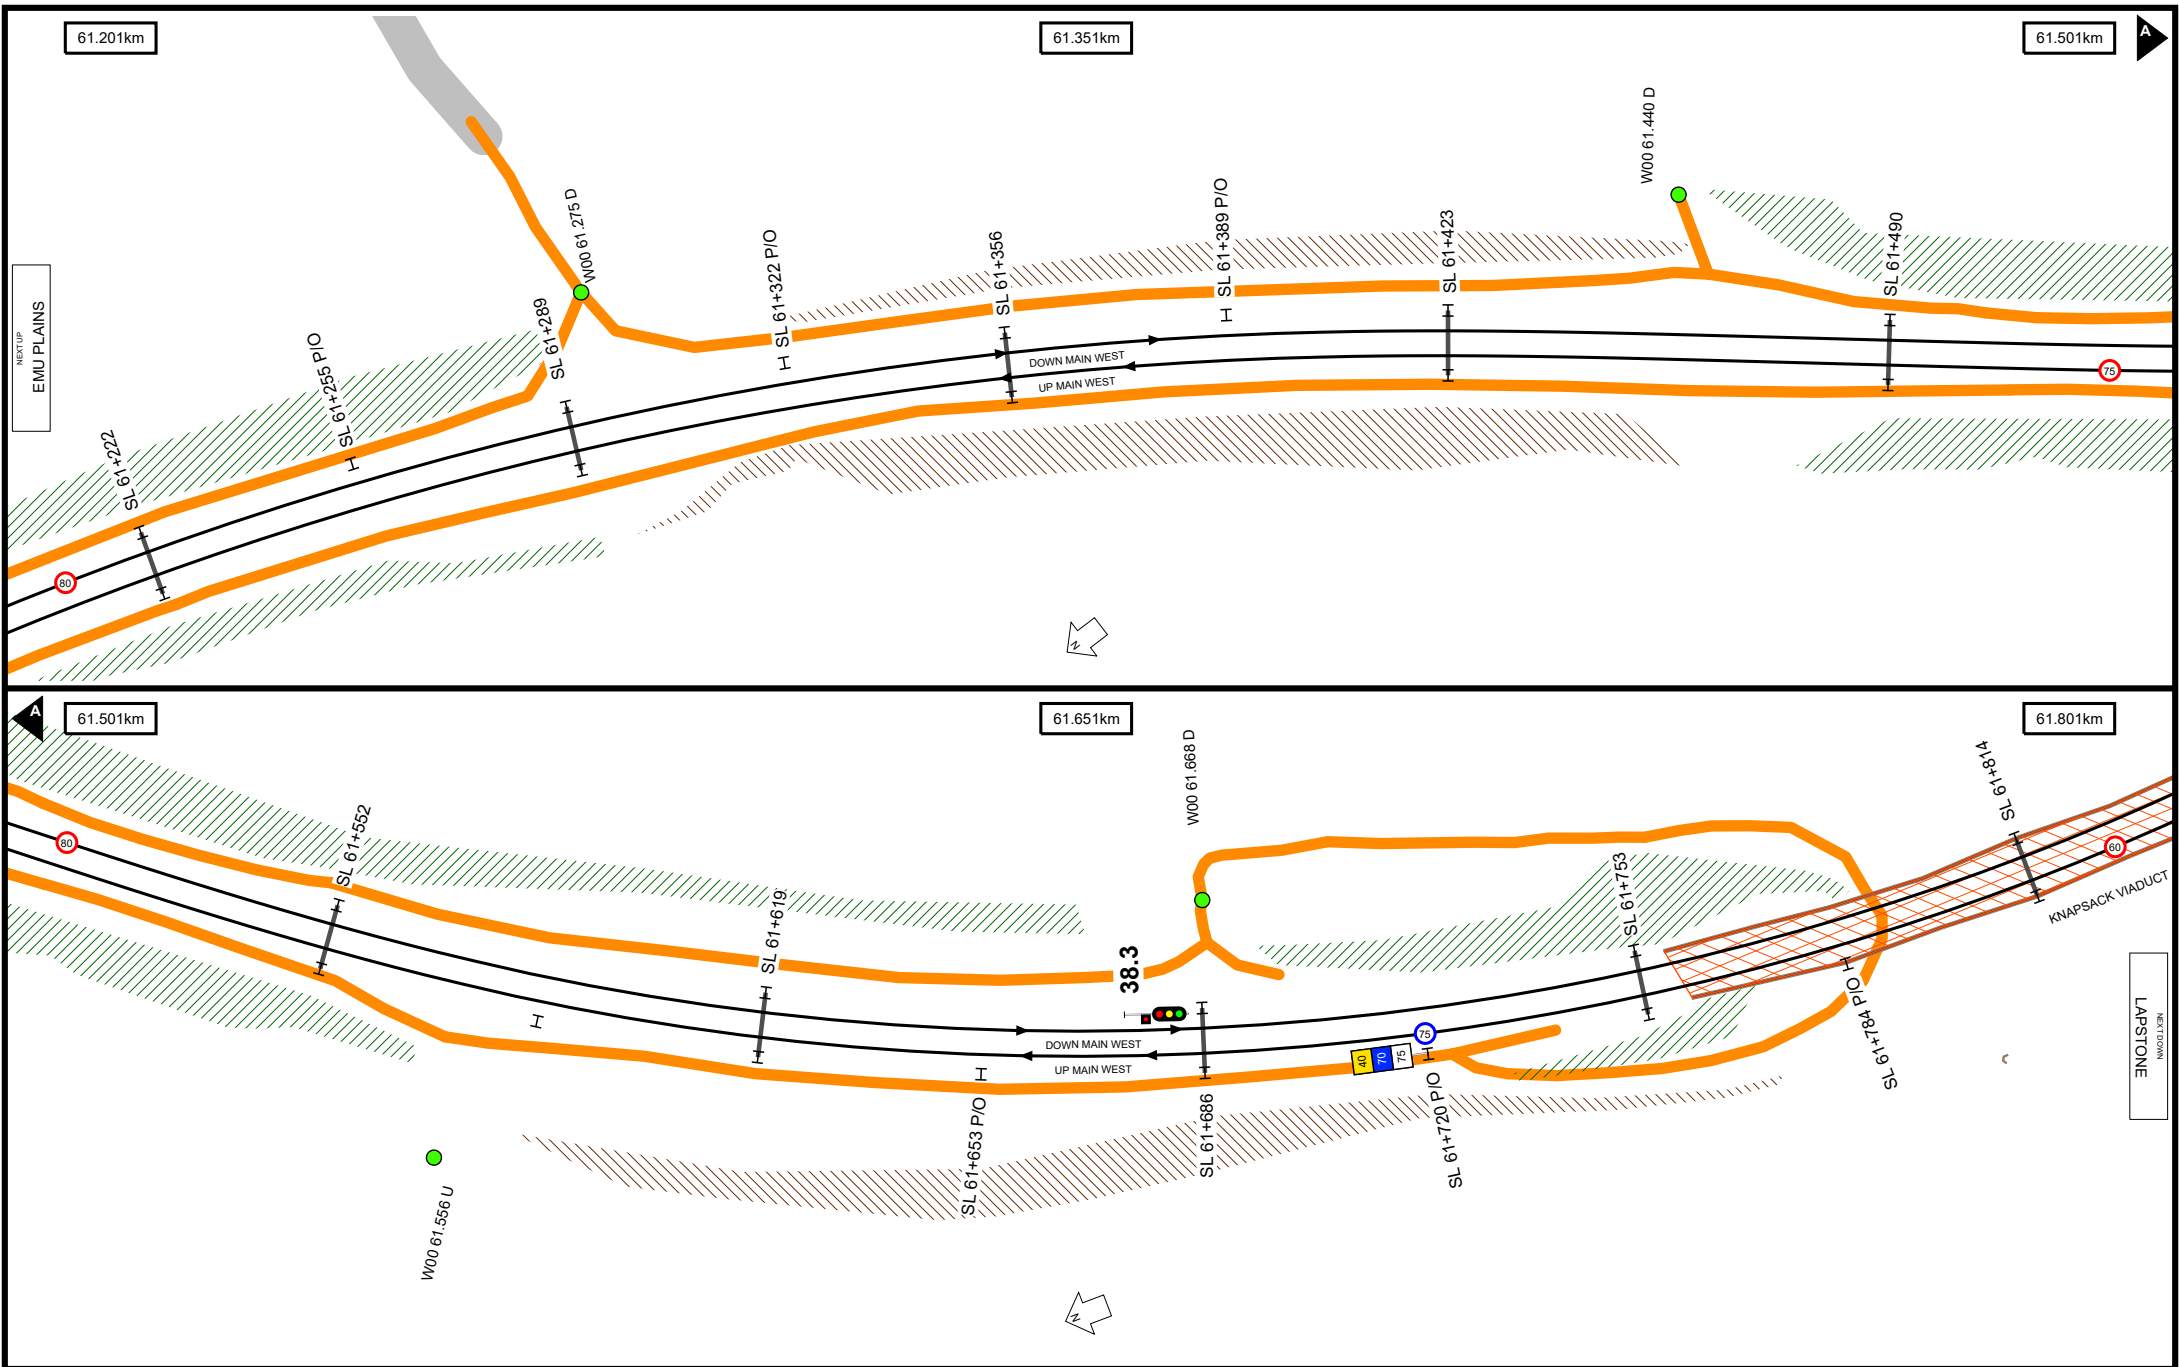 61.201km
61.351km
61.501km
A
W00 61.440 D
W00 61.275 D
SL 61+389 P/O
SL 61+423
SL 61+490
SL 61+322 P/O
SL 61+356
NEXT UP
EMU PLAINS
SL 61+289
SL 61+255 P/O
SL 61+222
DOWN MAIN WEST
UP MAIN WEST
75
80
N
A
61.501km
61.651km
61.801km
W00 61.668 D
SL 61+814
80
SL 61+552
SL 61+753
60
KNAPSACK VIADUCT
SL 61+619
38.3
DOWN MAIN WEST
UP MAIN WEST
75
40 70 75
SL 61+784 P/O
NEXT DOWN
LAPSTONE
SL 61+653 P/O
SL 61+686
SL 61+720 P/O
W00 61.556 U
N